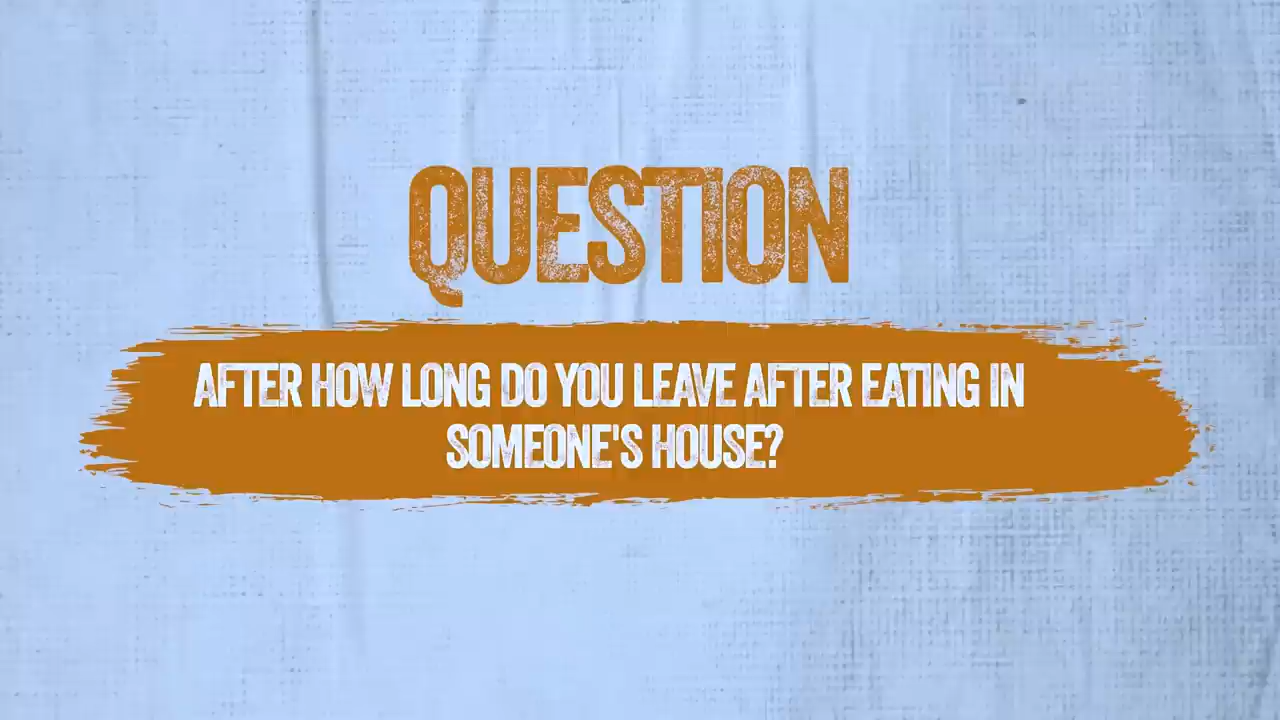 QUESTION
AFTER HOW LONG DO YOU LEAVE AFTER EATING IN
SOMEONE'S HOUSE?